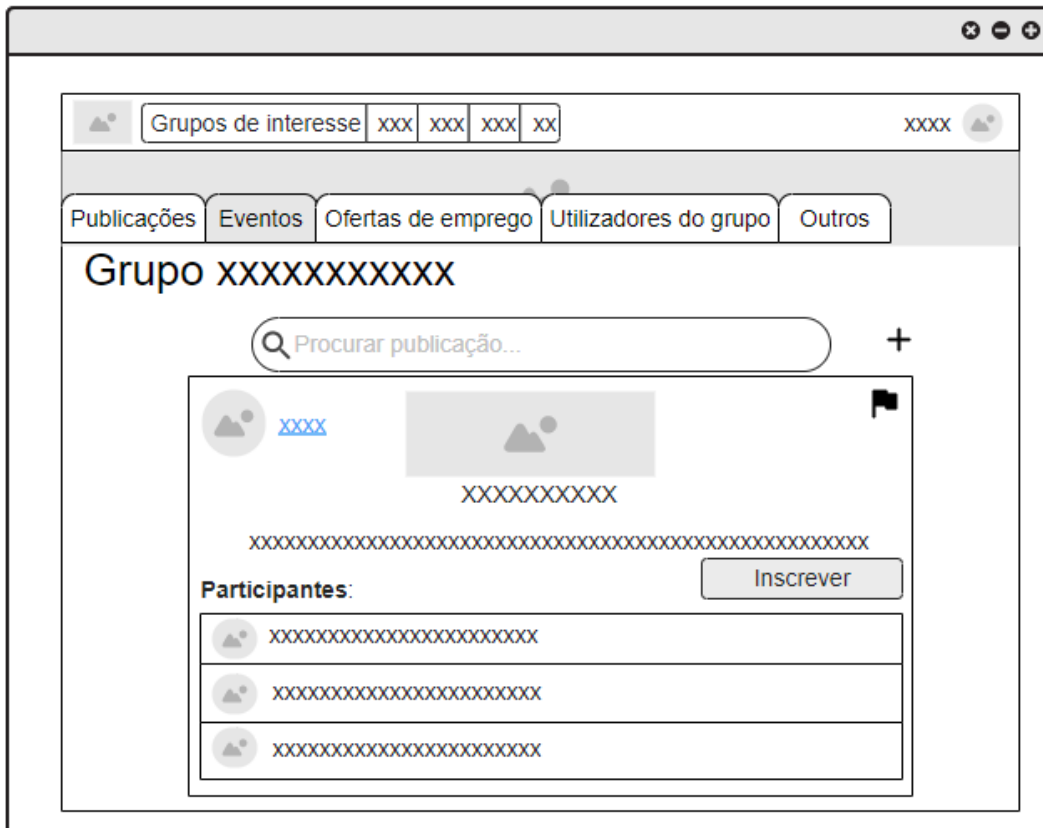 Grupos de interesse xxx xxx xxx xx xxxx
Publicações Eventos Ofertas de emprego Utilizadores do grupo Outros
Grupo xxxxxxxxxxx
Procurar publicação...
xxxx
xxxxxxxxxx
xxxxxxxxxxxxxxxxxxxxxxxxxxxxxxxxxxxxxxxxxxxxxxxxxxxxx
Inscrever
Participantes:
xxxxxxxxxxxxxxxxxxxxxxx
xxxxxxxxxxxxxxxxxxxxxxx
xxxxxxxxxxxxxxxxxxxxxxx